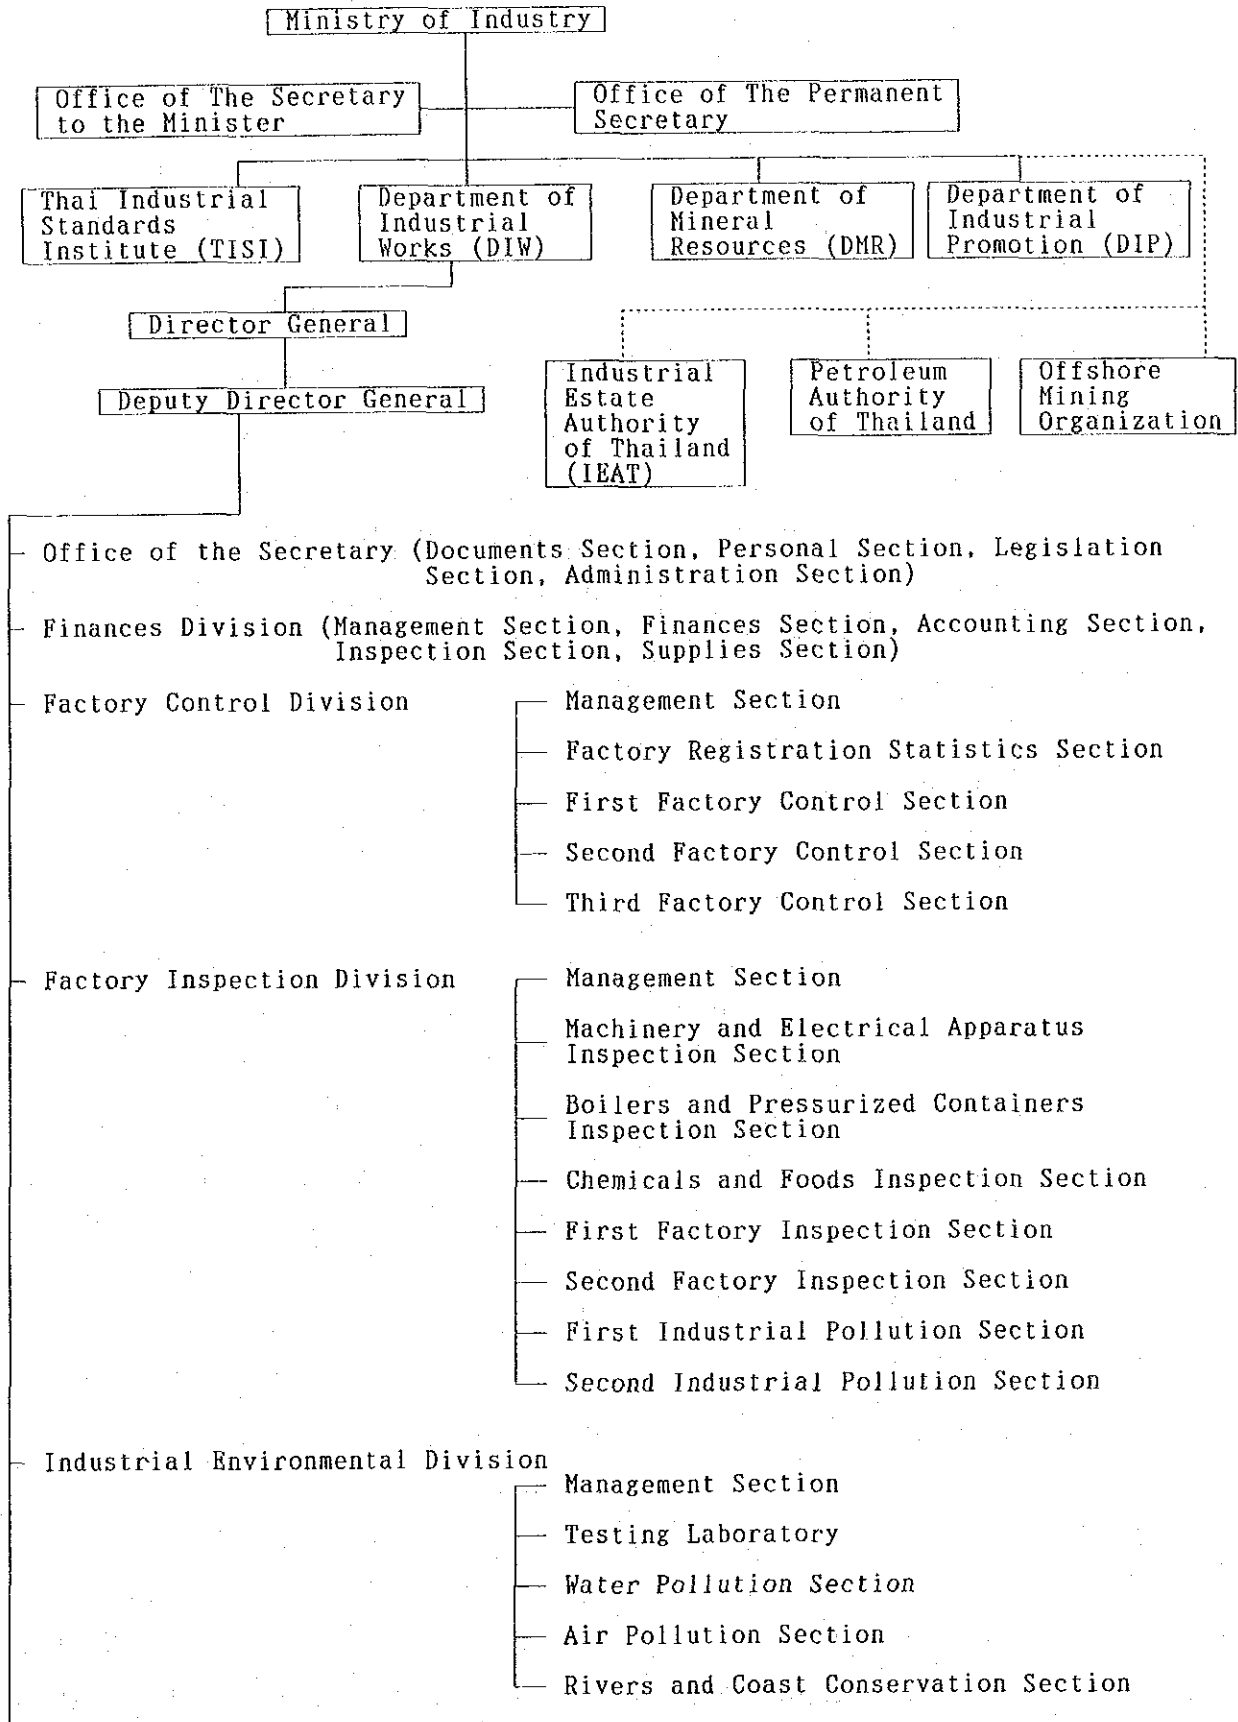 Ministry of Industry
Office of The Secretary
to the Minister
Office of The Permanent
Secretary
Thai Industrial
Standards
Institute (TISI)
Department of
Industrial
Works (DIW)
Department of
Mineral
Resources (DMR)
Department of
Industrial
Promotion (DIP)
Director General
Deputy Director General
Industrial
Estate
Authority
of Thailand
(IEAT)
Petroleum
Authority
of Thailand
Offshore
Mining
Organization
Office of the Secretary (Documents Section, Personal Section, Legislation
Section, Administration Section)
Finances Division (Management Section, Finances Section, Accounting Section,
Inspection Section, Supplies Section)
Factory Control Division
Management Section
Factory Registration Statistics Section
First Factory Control Section
Second Factory Control Section
Third Factory Control Section
Factory Inspection Division
Management Section
Machinery and Electrical Apparatus
Inspection Section
Boilers and Pressurized Containers
Inspection Section
Chemicals and Foods Inspection Section
First Factory Inspection Section
Second Factory Inspection Section
First Industrial Pollution Section
Second Industrial Pollution Section
Industrial Environmental Division
Management Section
Testing Laboratory
Water Pollution Section
Air Pollution Section
Rivers and Coast Conservation Section